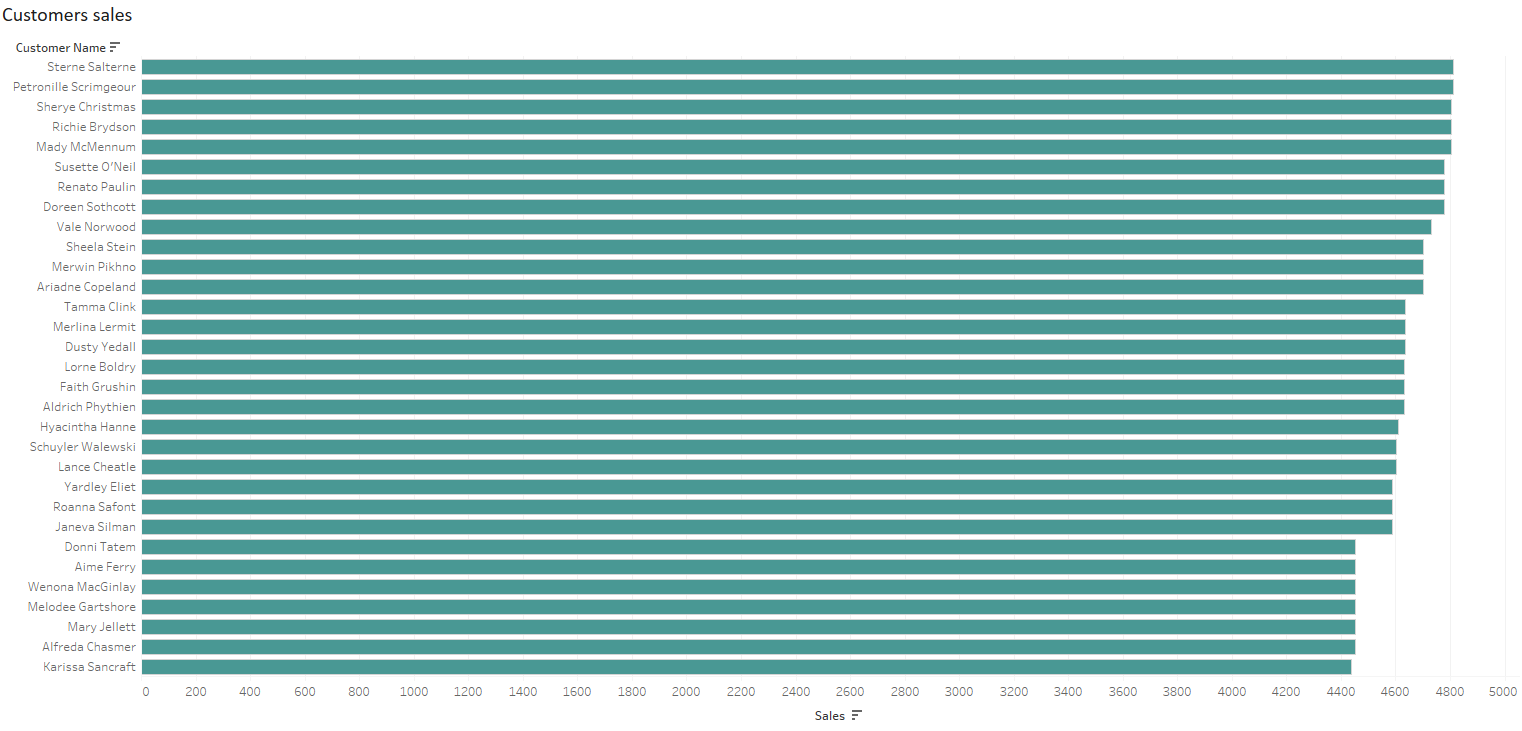 Customers sales
Customer Name
Sterne Salterne
Petronille Scrimgeour
Sherye Christmas
Richie Brydson
Mady McMennum
Susette O'Neil
Renato Paulin
Doreen Sothcott
Vale Norwood
Sheela Stein
Merwin Pikhno
Ariadne Copeland
Tamma Clink
Merlina Lermit
Dusty Yedall
Lorne Boldry
Faith Grushin
Aldrich Phythien
Hyacintha Hanne
Schuyler Walewski
Lance Cheatle
Yardley Eliet
Roanna Safont
Janeva Silman
Donni Tatem
Aime Ferry
Wenona MacGinlay
Melodee Gartshore
Mary Jellett
Alfreda Chasmer
Karissa Sancraft
0 200 400 600 800 1000 1200 1400 1600 1800 2000 2200 2400 2600 2800 3000 3200 3400 3600 3800 4000 4200 4400 4600 4800 5000
Sales